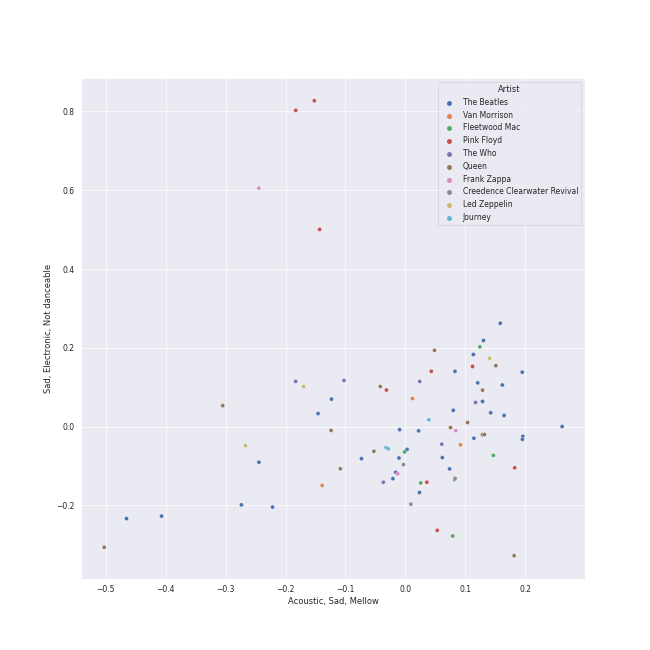 Artist
The Beatles
Van Morrison
Fleetwood Mac
Pink Floyd
The Who
Queen
Frank Zappa
Creedence Clearwater Revival
Led Zeppelin
Journey
Sad, Electronic, Not danceable
0.8
0.6
0.4
0.2
0.0
−0.2
−0.5 −0.4 −0.3 −0.2 −0.1 0.0 0.1 0.2
Acoustic, Sad, Mellow